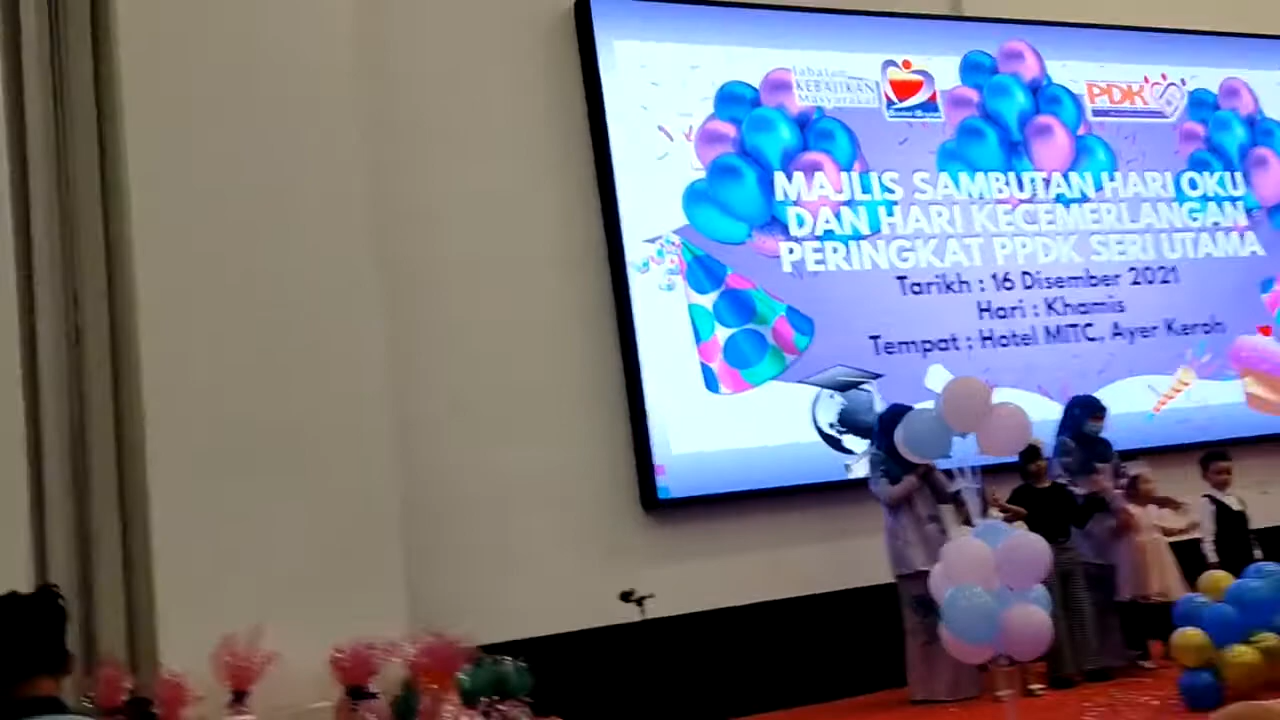 Jabatan
KEBAJIKAN
Masyarakat
PDK
MAJLIS SAMBUTAN HARI OKU
DAN HARI KECEMERLANGAN
PERINGKAT PPDK SERI UTAMA
Tarikh : 16 Disember 2021
Hari : Khamis
Tempat : Hotel MITC, Ayer Keroh